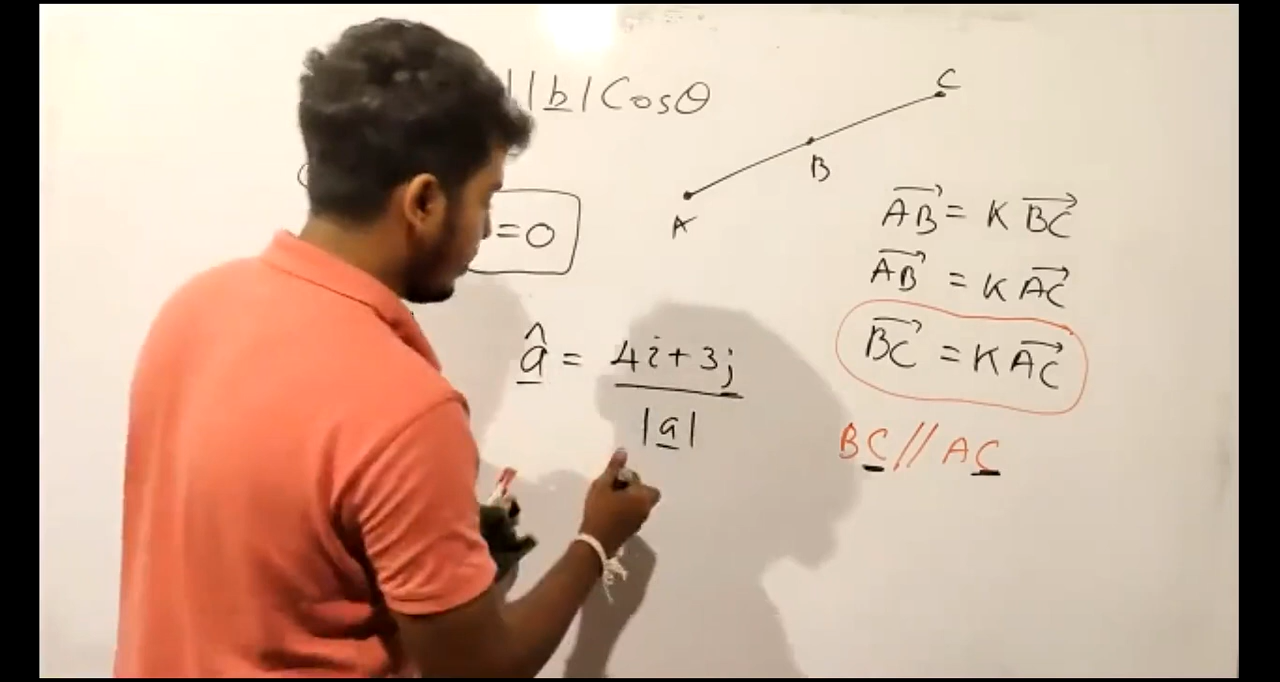 ||b| Cosθ
C
B
A
AB = K BC
=0
AB = K AC
BC = K AC
â = 4i + 3j
|a|
BC // AC